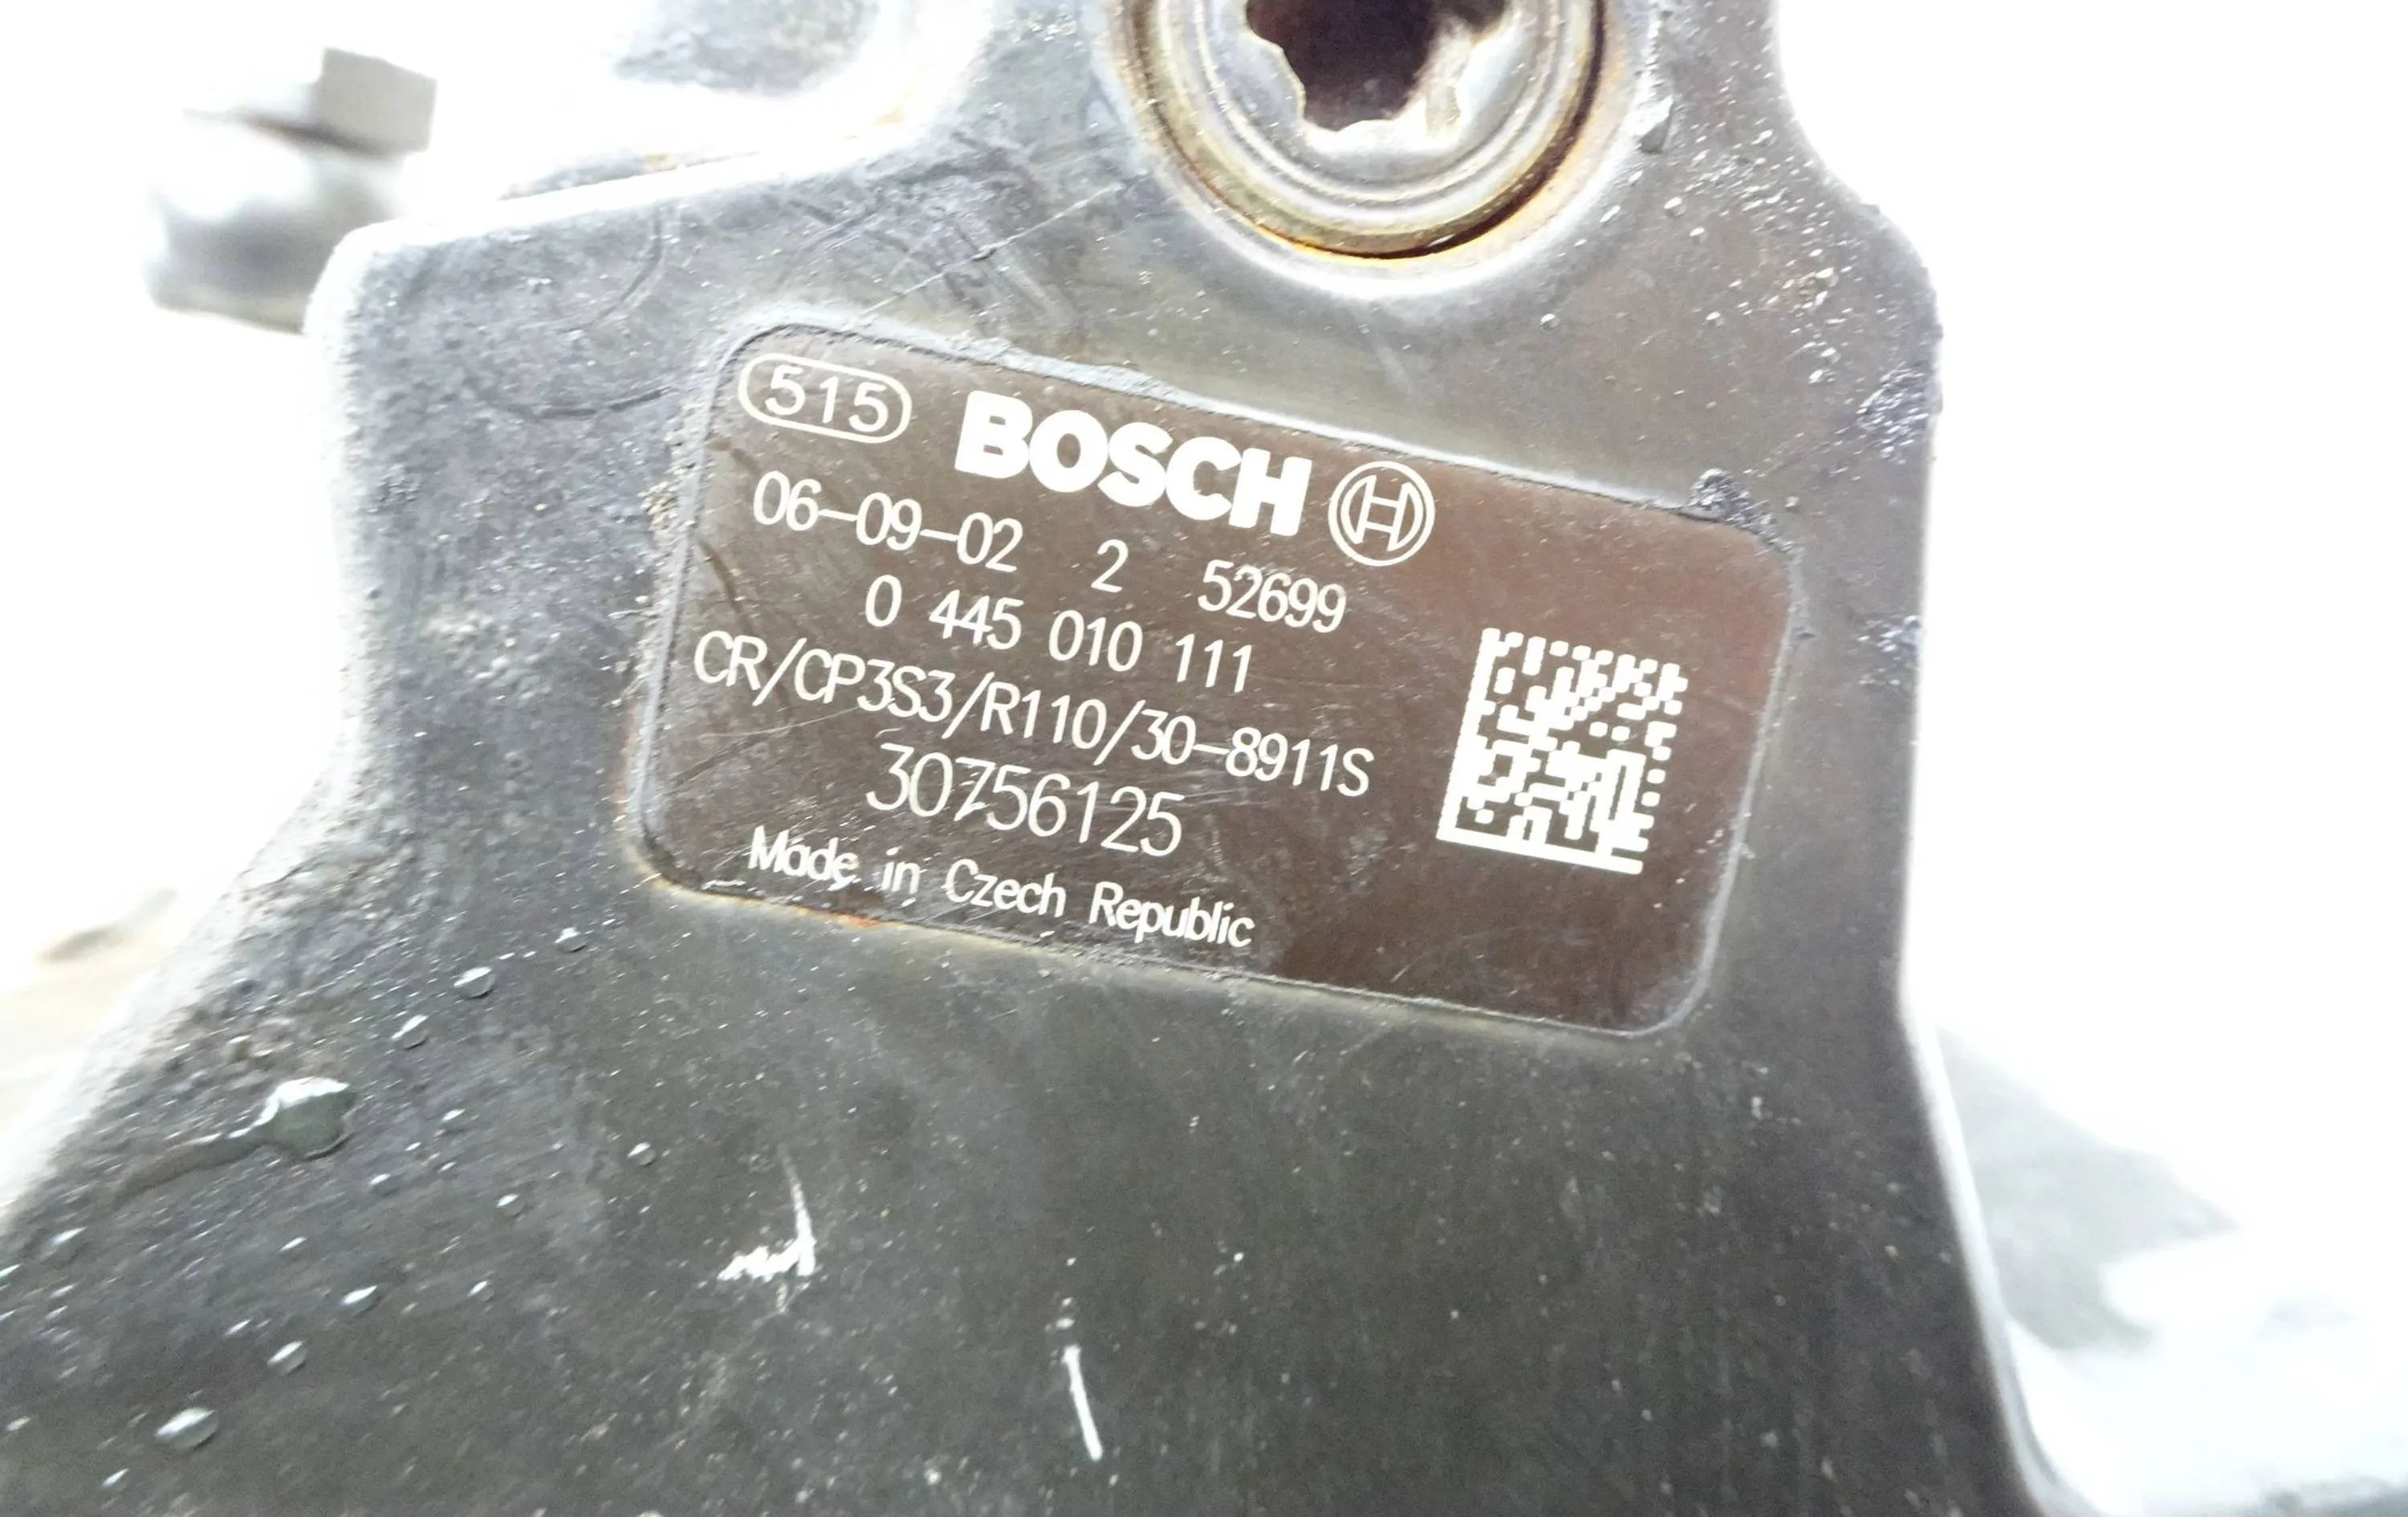 515 BOSCH
06-09-02 2 52699
0 445 010 111
CR/CP3S3/R110/30-8911S
30756125
Made in Czech Republic